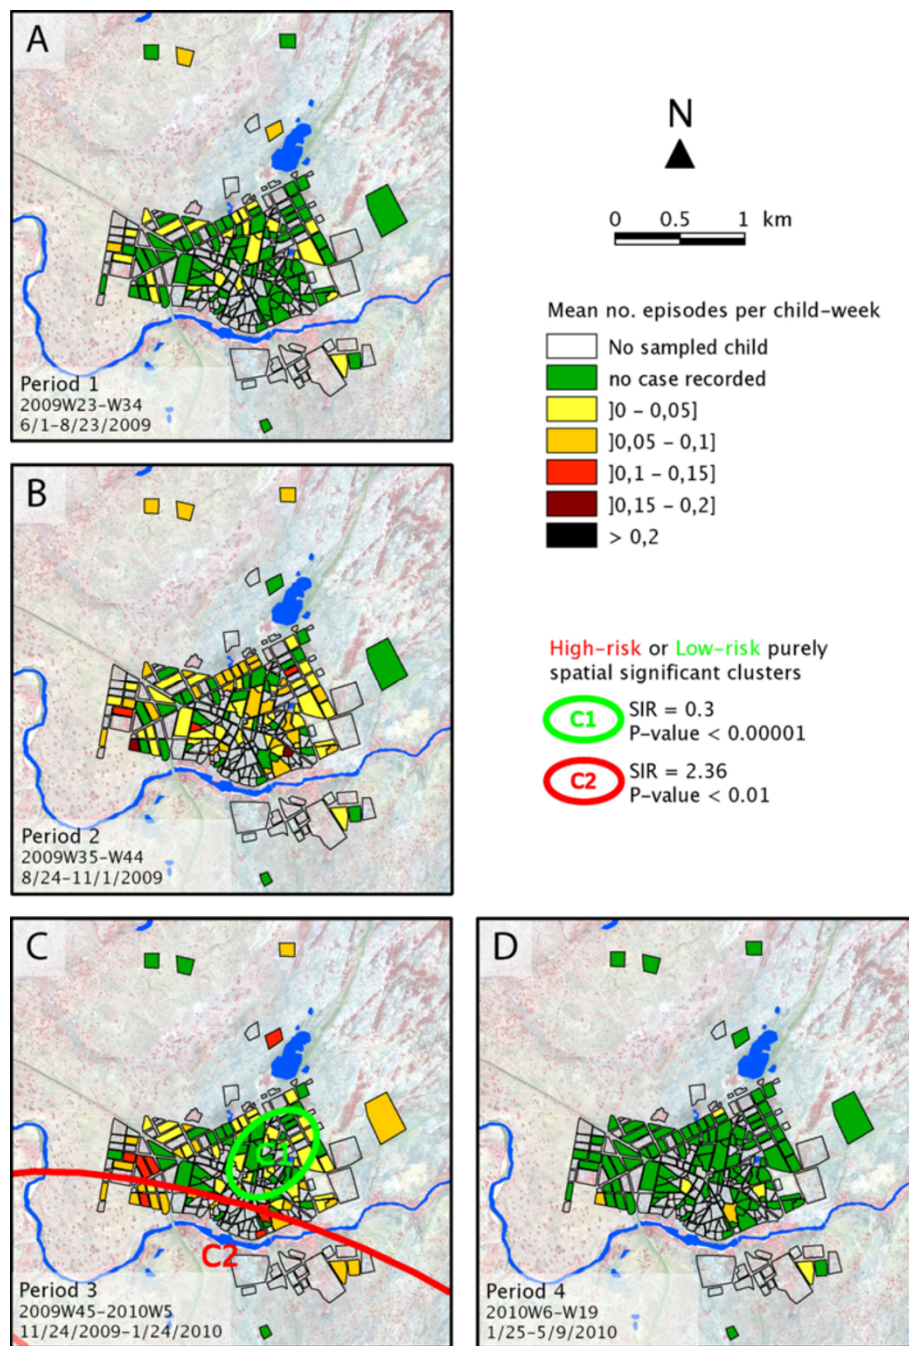 A
Period 1
2009W23-W34
6/1-8/23/2009
N
0 0.5 1 km
Mean no. episodes per child-week
No sampled child
no case recorded
]0 - 0,05]
]0,05 - 0,1]
]0,1 - 0,15]
]0,15 - 0,2]
> 0,2
B
Period 2
2009W35-W44
8/24-11/1/2009
High-risk or Low-risk purely
spatial significant clusters
C1
SIR = 0.3
P-value < 0.00001
C2
SIR = 2.36
P-value < 0.01
C
C1
C2
Period 3
2009W45-2010W5
11/24/2009-1/24/2010
D
Period 4
2010W6-W19
1/25-5/9/2010